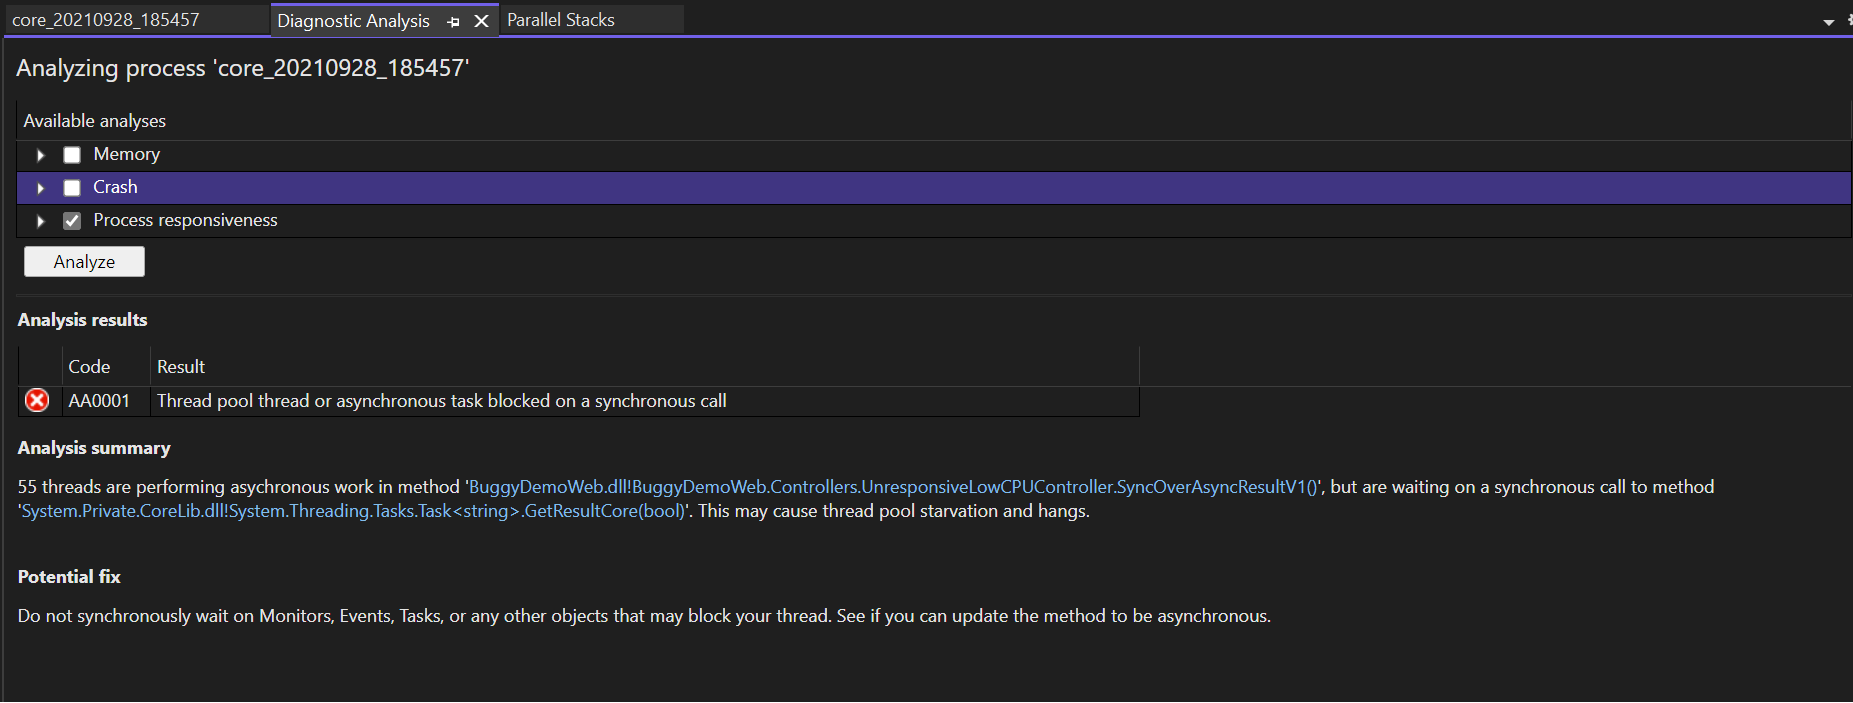 core_20210928_185457
Diagnostic Analysis
Parallel Stacks
Analyzing process 'core_20210928_185457'
Available analyses
Memory
Crash
Process responsiveness
Analyze
Analysis results
Code Result
AA0001 Thread pool thread or asynchronous task blocked on a synchronous call
Analysis summary
55 threads are performing asychronous work in method 'BuggyDemoWeb.dll!BuggyDemoWeb.Controllers.UnresponsiveLowCPUController.SyncOverAsyncResultV1()', but are waiting on a synchronous call to method
'System.Private.CoreLib.dll!System.Threading.Tasks.Task<string>.GetResultCore(bool)'. This may cause thread pool starvation and hangs.
Potential fix
Do not synchronously wait on Monitors, Events, Tasks, or any other objects that may block your thread. See if you can update the method to be asynchronous.